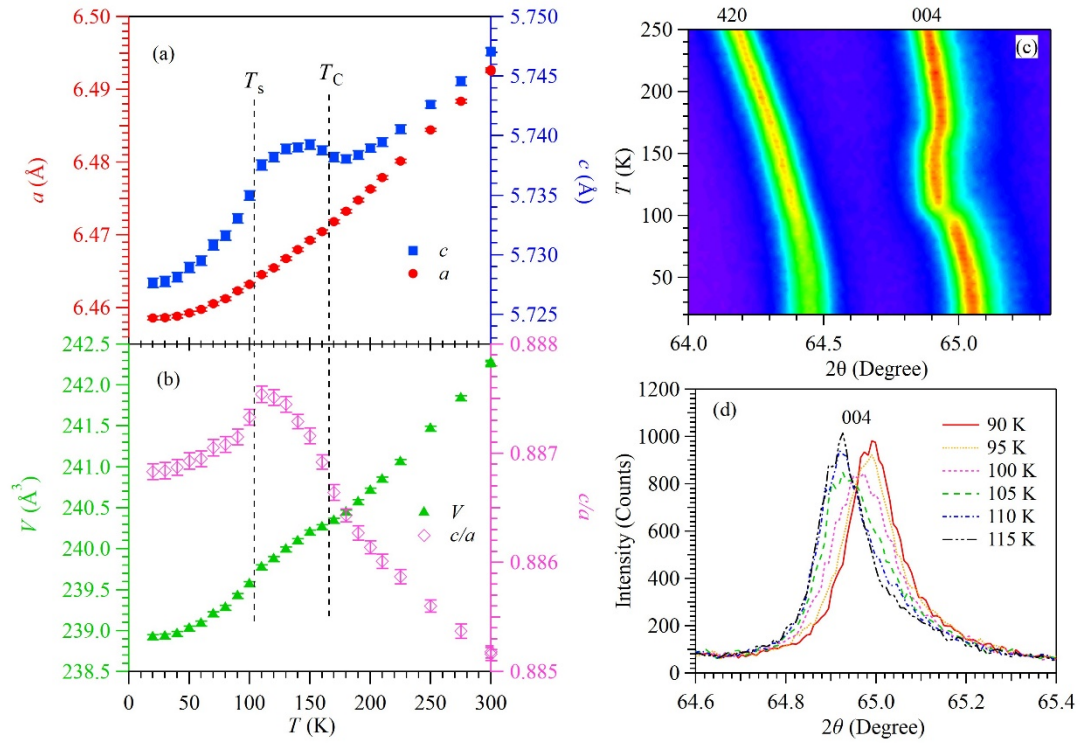 (a)
T_s
T_C
6.50
6.49
6.48
6.47
6.46
a (Å)
5.750
5.745
5.740
5.735
5.730
5.725
c (Å)
c
a
(b)
242.5
242.0
241.5
241.0
240.5
240.0
239.5
239.0
238.5
V (Å³)
0.888
0.887
0.886
0.885
c/a
V
c/a
0 50 100 150 200 250 300
T (K)
420 004
(c)
250
200
150
100
50
T (K)
64.0 64.5 65.0
2θ (Degree)
(d)
004
1200
1000
800
600
400
200
0
Intensity (Counts)
90 K
95 K
100 K
105 K
110 K
115 K
64.6 64.8 65.0 65.2 65.4
2θ (Degree)